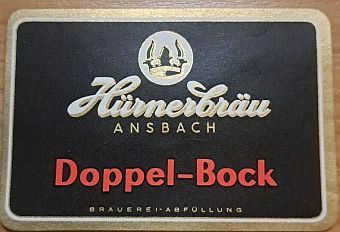 Hürnerbräu
ANSBACH
Doppel-Bock
BRAUEREI-ABFÜLLUNG